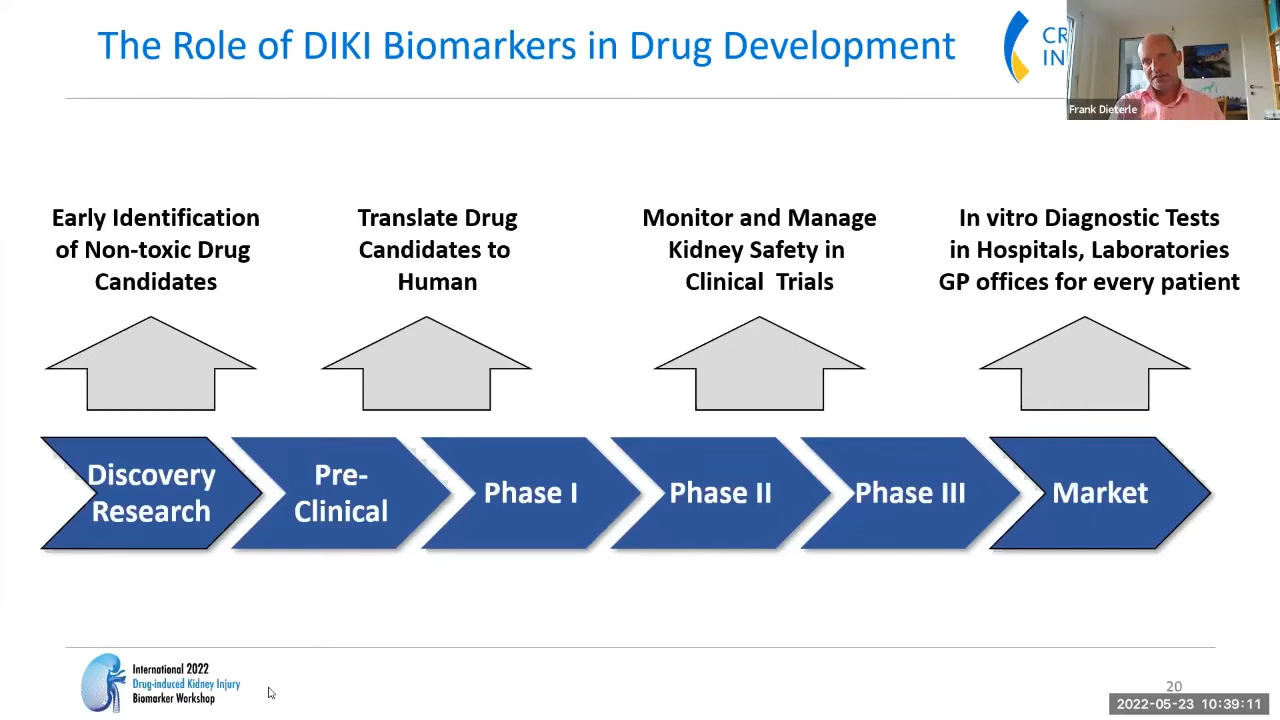 The Role of DIKI Biomarkers in Drug Development
CR
IN
Frank Dieterle
Early Identification
of Non-toxic Drug
Candidates
Translate Drug
Candidates to
Human
Monitor and Manage
Kidney Safety in
Clinical Trials
In vitro Diagnostic Tests
in Hospitals, Laboratories
GP offices for every patient
Discovery
Research
Pre-
Clinical
Phase I
Phase II
Phase III
Market
International 2022
Drug-induced Kidney Injury
Biomarker Workshop
20
2022-05-23 10:39:11